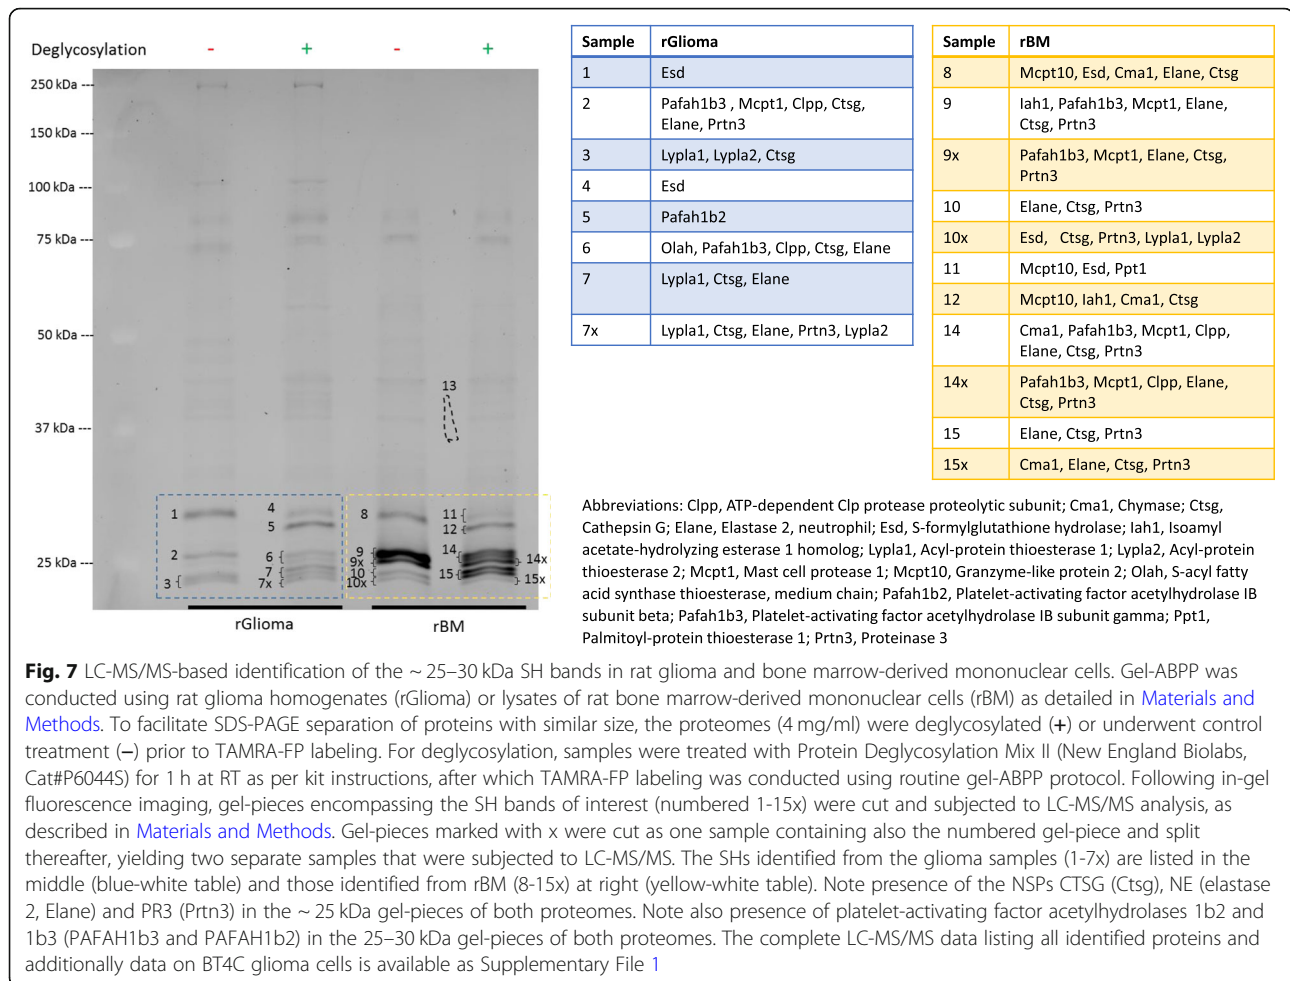 Deglycosylation - + - +
250 kDa
150 kDa
100 kDa
75 kDa
50 kDa
37 kDa
25 kDa
13
1
2
3
4
5
6
7
7x
8
9
9x
10
10x
11
12
14
14x
15
15x
rGlioma
rBM
Sample rGlioma
1 Esd
2 Pafah1b3 , Mcpt1, Clpp, Ctsg,
Elane, Prtn3
3 Lypla1, Lypla2, Ctsg
4 Esd
5 Pafah1b2
6 Olah, Pafah1b3, Clpp, Ctsg, Elane
7 Lypla1, Ctsg, Elane
7x Lypla1, Ctsg, Elane, Prtn3, Lypla2
Sample rBM
8 Mcpt10, Esd, Cma1, Elane, Ctsg
9 Iah1, Pafah1b3, Mcpt1, Elane,
Ctsg, Prtn3
9x Pafah1b3, Mcpt1, Elane, Ctsg,
Prtn3
10 Elane, Ctsg, Prtn3
10x Esd, Ctsg, Prtn3, Lypla1, Lypla2
11 Mcpt10, Esd, Ppt1
12 Mcpt10, Iah1, Cma1, Ctsg
14 Cma1, Pafah1b3, Mcpt1, Clpp,
Elane, Ctsg, Prtn3
14x Pafah1b3, Mcpt1, Clpp, Elane,
Ctsg, Prtn3
15 Elane, Ctsg, Prtn3
15x Cma1, Elane, Ctsg, Prtn3
Abbreviations: Clpp, ATP-dependent Clp protease proteolytic subunit; Cma1, Chymase; Ctsg,
Cathepsin G; Elane, Elastase 2, neutrophil; Esd, S-formylglutathione hydrolase; Iah1, Isoamyl
acetate-hydrolyzing esterase 1 homolog; Lypla1, Acyl-protein thioesterase 1; Lypla2, Acyl-protein
thioesterase 2; Mcpt1, Mast cell protease 1; Mcpt10, Granzyme-like protein 2; Olah, S-acyl fatty
acid synthase thioesterase, medium chain; Pafah1b2, Platelet-activating factor acetylhydrolase IB
subunit beta; Pafah1b3, Platelet-activating factor acetylhydrolase IB subunit gamma; Ppt1,
Palmitoyl-protein thioesterase 1; Prtn3, Proteinase 3
Fig. 7 LC-MS/MS-based identification of the ~ 25–30 kDa SH bands in rat glioma and bone marrow-derived mononuclear cells. Gel-ABPP was
conducted using rat glioma homogenates (rGlioma) or lysates of rat bone marrow-derived mononuclear cells (rBM) as detailed in Materials and
Methods. To facilitate SDS-PAGE separation of proteins with similar size, the proteomes (4 mg/ml) were deglycosylated (+) or underwent control
treatment (−) prior to TAMRA-FP labeling. For deglycosylation, samples were treated with Protein Deglycosylation Mix II (New England Biolabs,
Cat#P6044S) for 1 h at RT as per kit instructions, after which TAMRA-FP labeling was conducted using routine gel-ABPP protocol. Following in-gel
fluorescence imaging, gel-pieces encompassing the SH bands of interest (numbered 1-15x) were cut and subjected to LC-MS/MS analysis, as
described in Materials and Methods. Gel-pieces marked with x were cut as one sample containing also the numbered gel-piece and split
thereafter, yielding two separate samples that were subjected to LC-MS/MS. The SHs identified from the glioma samples (1-7x) are listed in the
middle (blue-white table) and those identified from rBM (8-15x) at right (yellow-white table). Note presence of the NSPs CTSG (Ctsg), NE (elastase
2, Elane) and PR3 (Prtn3) in the ~ 25 kDa gel-pieces of both proteomes. Note also presence of platelet-activating factor acetylhydrolases 1b2 and
1b3 (PAFAH1b3 and PAFAH1b2) in the 25–30 kDa gel-pieces of both proteomes. The complete LC-MS/MS data listing all identified proteins and
additionally data on BT4C glioma cells is available as Supplementary File 1